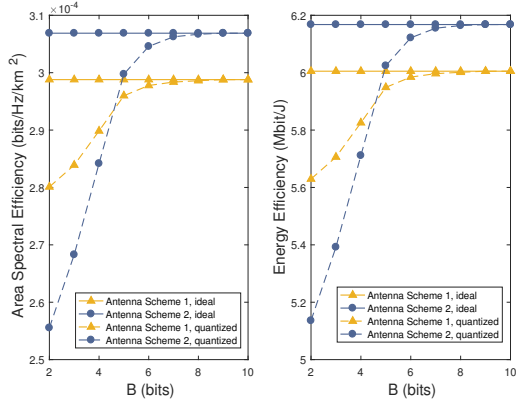 ×10⁻⁴
3.1
3
2.9
2.8
2.7
2.6
2.5
Area Spectral Efficiency (bits/Hz/km ²)
Antenna Scheme 1, ideal
Antenna Scheme 2, ideal
Antenna Scheme 1, quantized
Antenna Scheme 2, quantized
2 4 6 8 10
B (bits)
6.2
6
5.8
5.6
5.4
5.2
5
Energy Efficiency (Mbit/J)
Antenna Scheme 1, ideal
Antenna Scheme 2, ideal
Antenna Scheme 1, quantized
Antenna Scheme 2, quantized
2 4 6 8 10
B (bits)